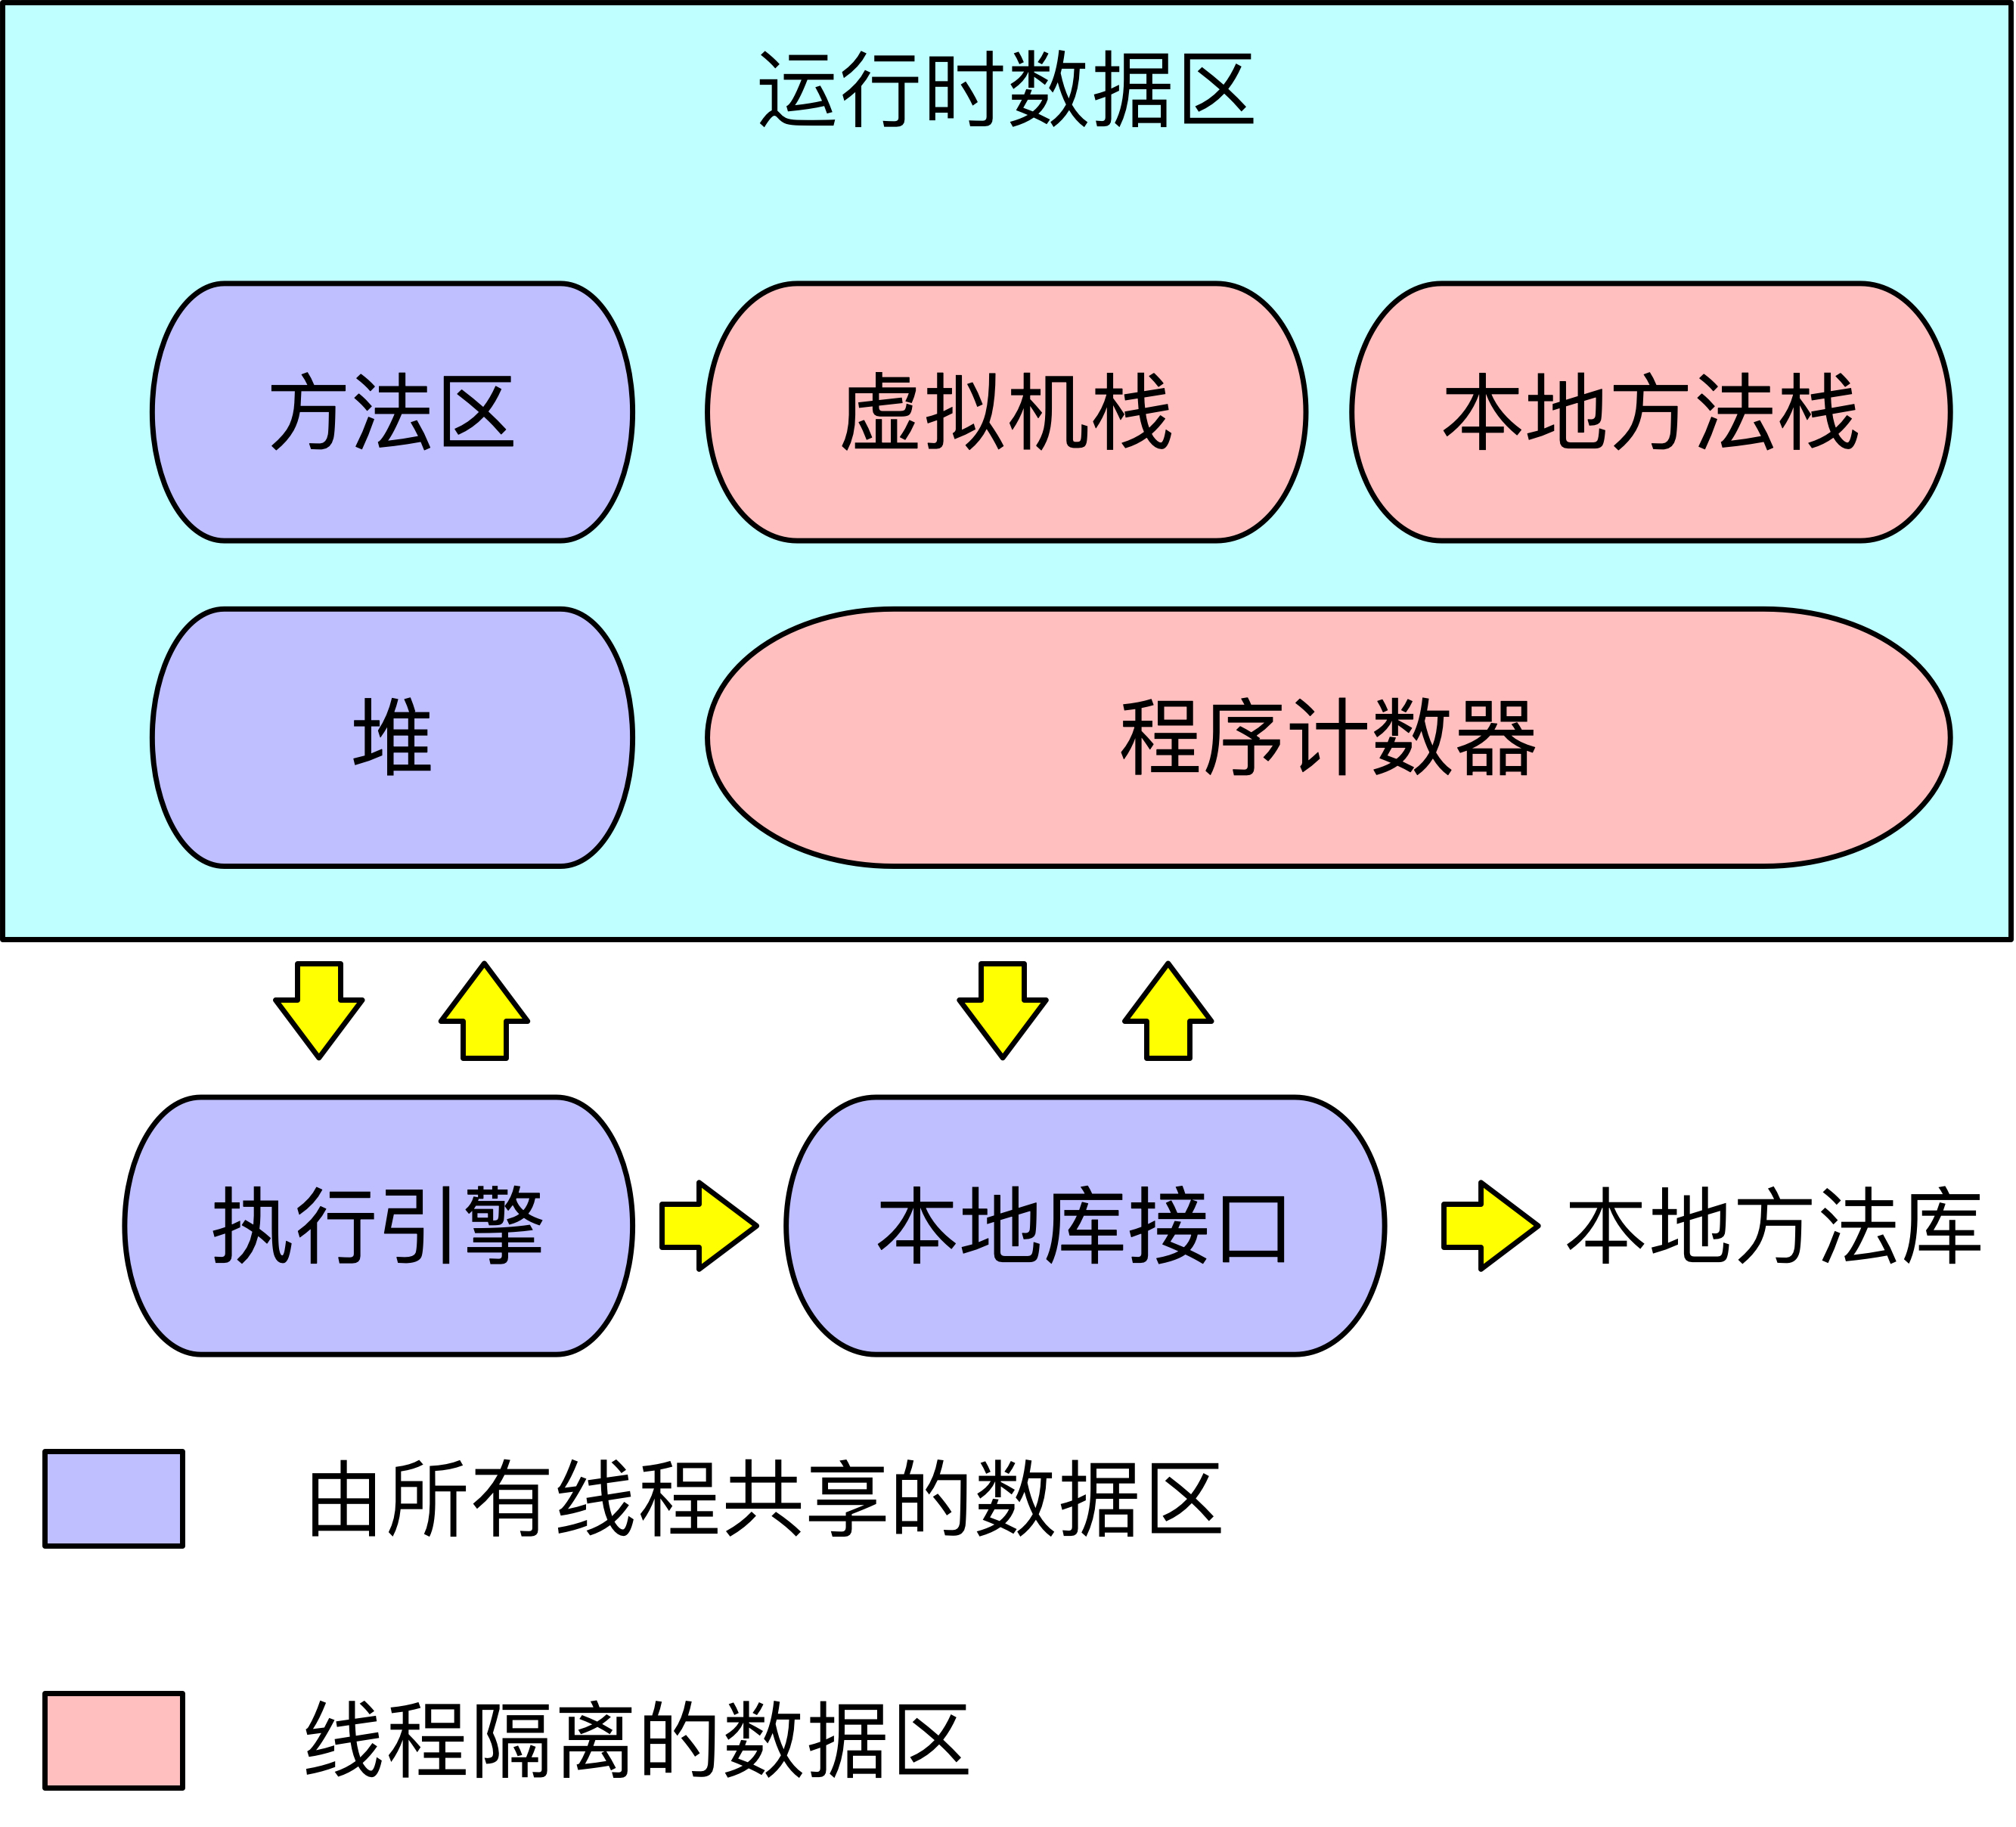 运行时数据区
方法区
虚拟机栈
本地方法栈
堆
程序计数器
执行引擎
本地库接口
本地方法库
由所有线程共享的数据区
线程隔离的数据区